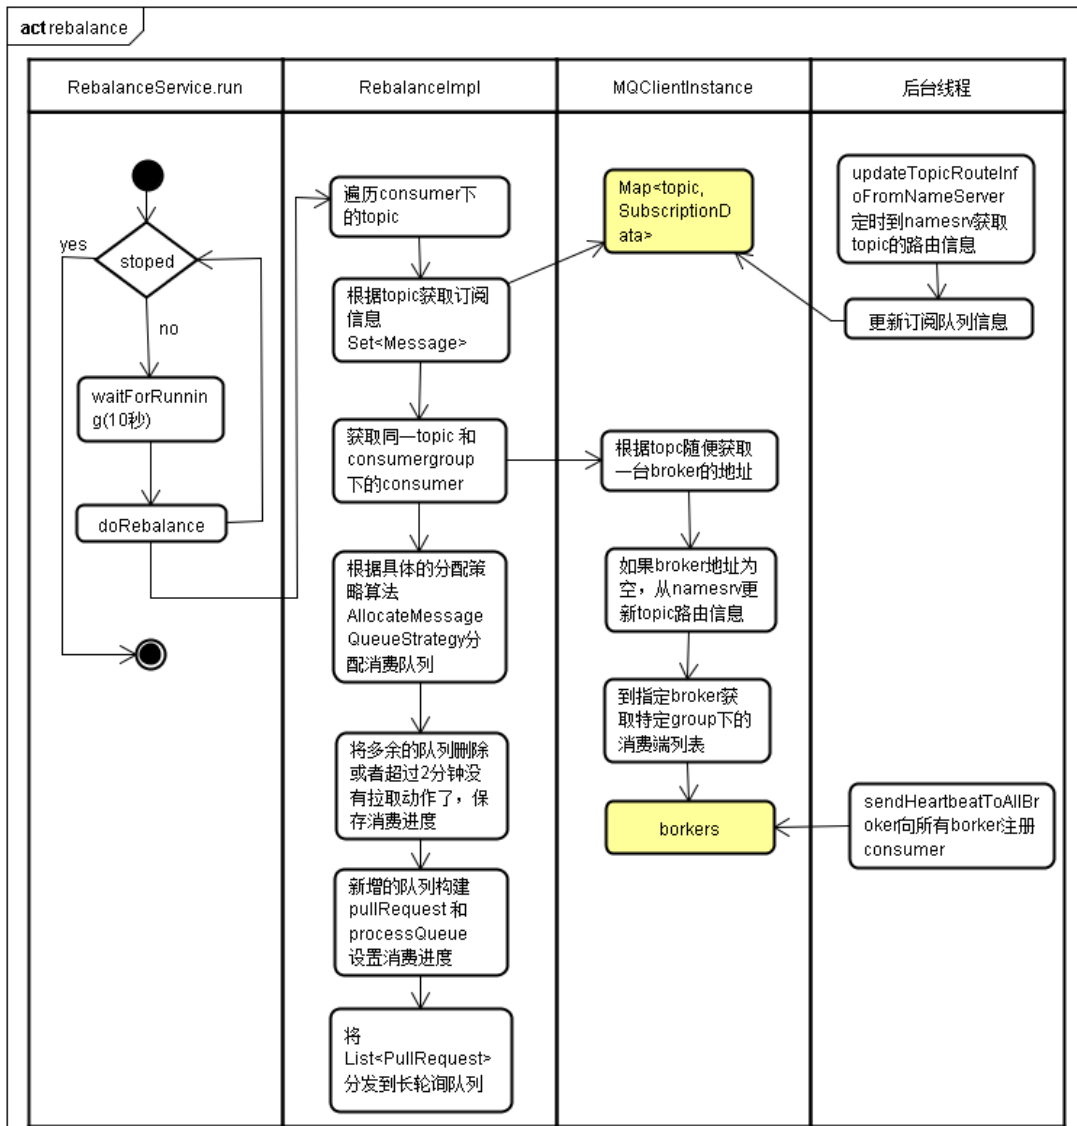 act rebalance
RebalanceService.run
RebalanceImpl
MQClientInstance
后台线程
stoped
yes
no
waitForRunnin
g(10秒)
doRebalance
遍历consumer下
的topic
根据topic获取订阅
信息
Set<Message>
获取同一topic 和
consumergroup
下的consumer
根据具体的分配策
略算法
AllocateMessage
QueueStrategy分
配消费队列
将多余的队列删除
或者超过2分钟没
有拉取动作了，保
存消费进度
新增的队列构建
pullRequest 和
processQueue
设置消费进度
将
List<PullRequest>
分发到长轮询队列
Map<topic,
SubscriptionD
ata>
根据topc随便获取
一台broker的地址
如果broker地址为
空，从namesrv更
新topic路由信息
到指定broker获
取特定group下的
消费端列表
borkers
updateTopicRouteInf
oFromNameServer
定时到namesrv获取
topic的路由信息
更新订阅队列信息
sendHeartbeatToAllBr
oker向所有borker注册
consumer